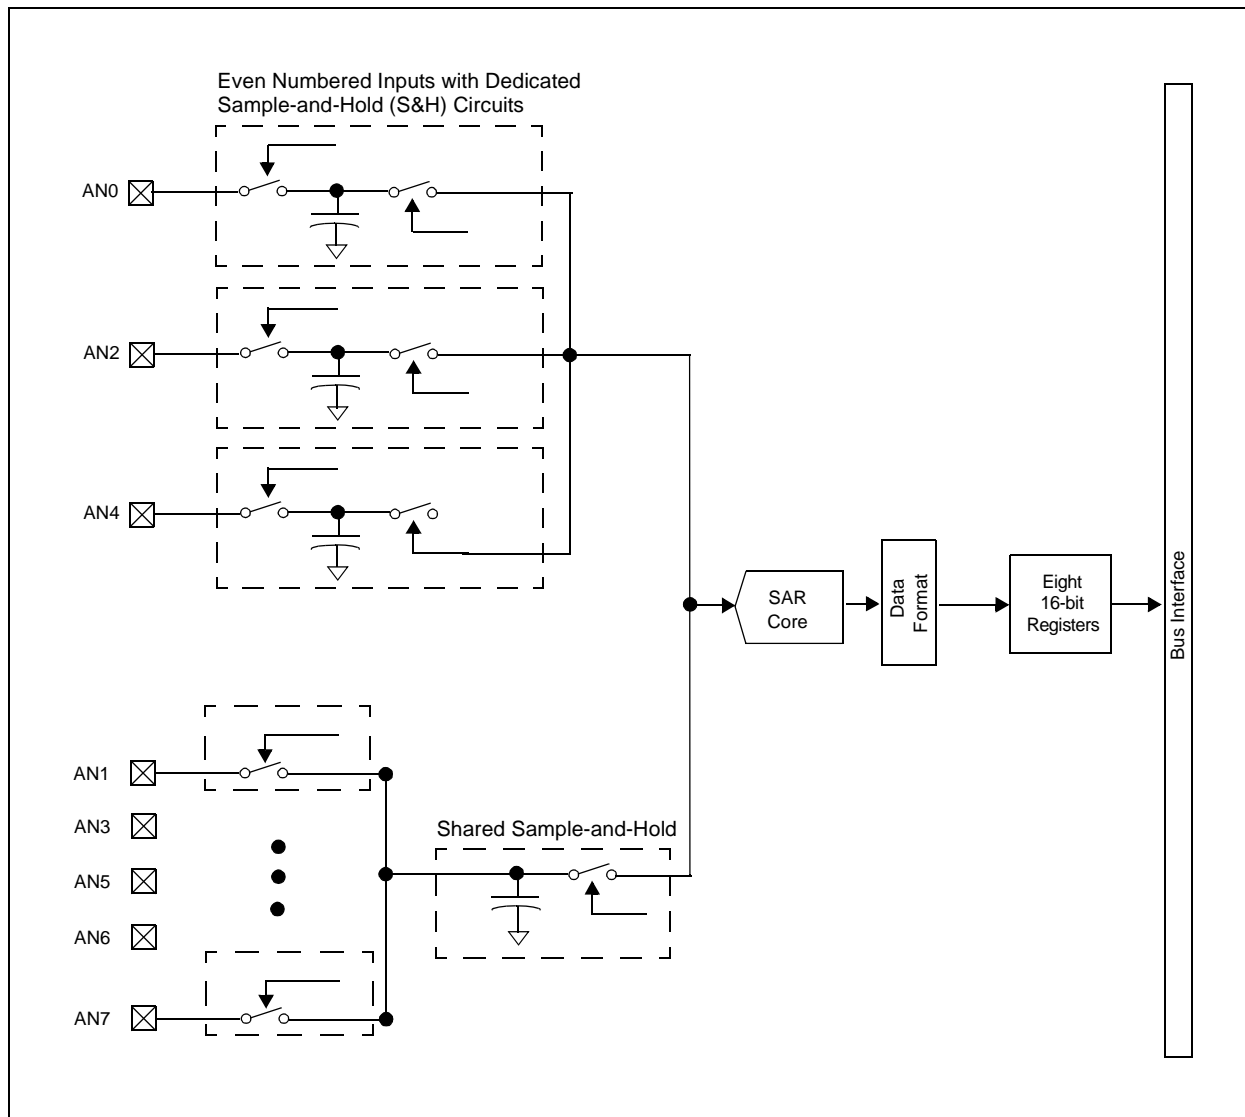 Even Numbered Inputs with Dedicated
Sample-and-Hold (S&H) Circuits
AN0
AN2
AN4
SAR
Core
Data
Format
Eight
16-bit
Registers
Bus Interface
AN1
AN3
Shared Sample-and-Hold
AN5
AN6
AN7